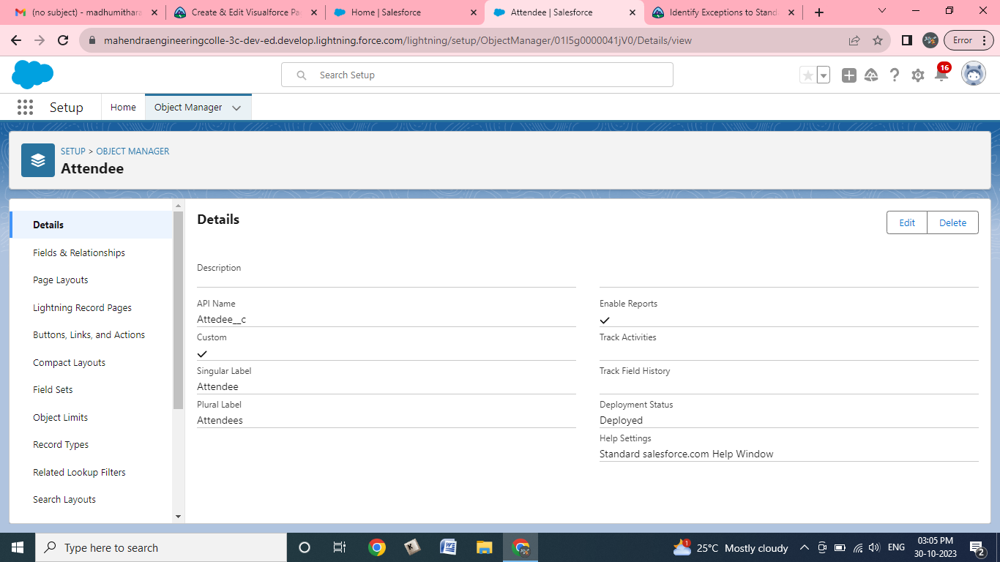 (no subject) - madhumithara
Create & Edit Visualforce Pa
Home | Salesforce
Attendee | Salesforce
Identify Exceptions to Stand
mahendraengineeringcolle-3c-dev-ed.develop.lightning.force.com/lightning/setup/ObjectManager/01I5g0000041jV0/Details/view
Error
Search Setup
16
Setup
Home
Object Manager
SETUP > OBJECT MANAGER
Attendee
Details
Fields & Relationships
Page Layouts
Lightning Record Pages
Buttons, Links, and Actions
Compact Layouts
Field Sets
Object Limits
Record Types
Related Lookup Filters
Search Layouts
Details
Edit
Delete
Description
API Name
Attedee__c
Custom
Singular Label
Attendee
Plural Label
Attendees
Enable Reports
Track Activities
Track Field History
Deployment Status
Deployed
Help Settings
Standard salesforce.com Help Window
Type here to search
1
25°C Mostly cloudy
ENG
03:05 PM
30-10-2023
2